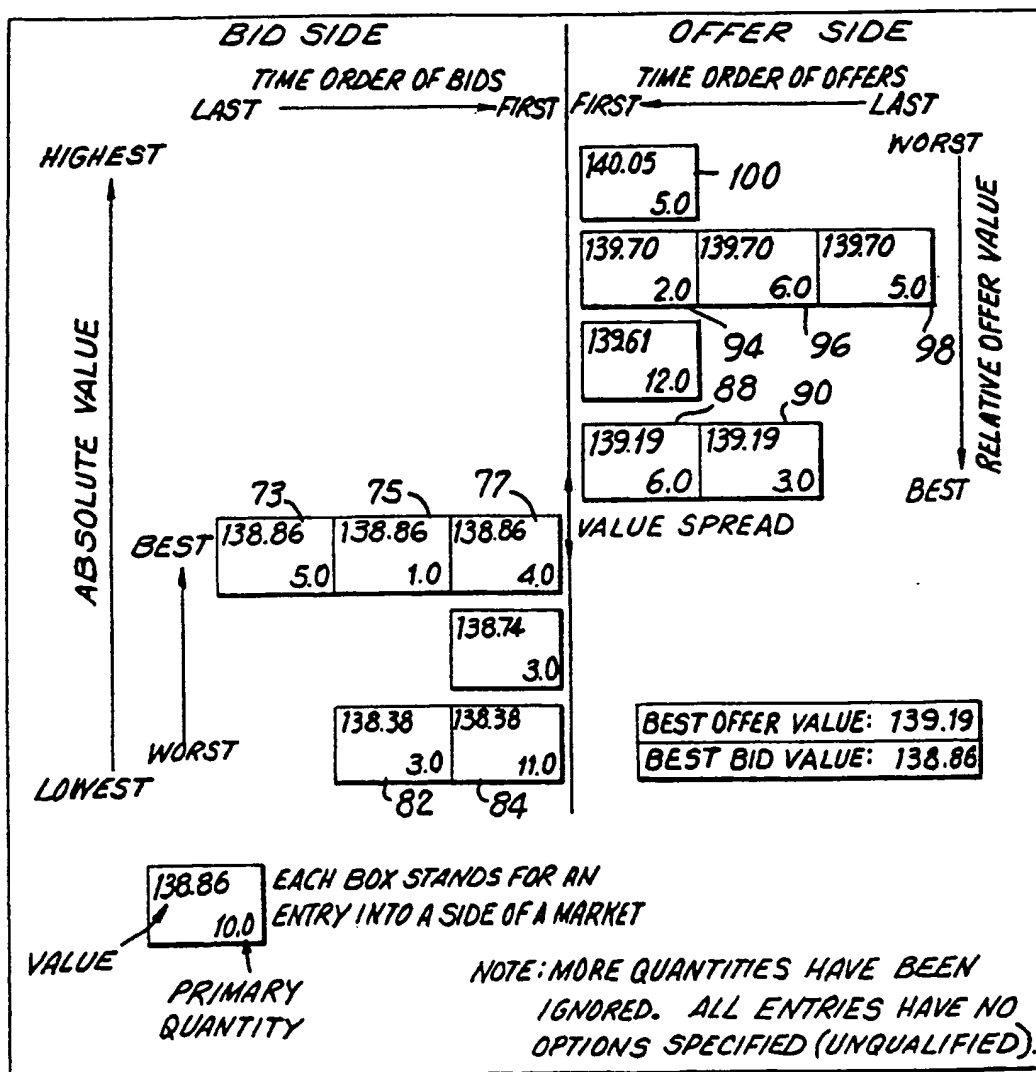 BID SIDE
OFFER SIDE
TIME ORDER OF BIDS
LAST FIRST
TIME ORDER OF OFFERS
FIRST LAST
HIGHEST
ABSOLUTE VALUE
LOWEST
WORST
RELATIVE OFFER VALUE
BEST
140.05
5.0
100
139.70 139.70 139.70
2.0 6.0 5.0
94 96 98
139.61
12.0
88 90
139.19 139.19
6.0 3.0
VALUE SPREAD
73 75 77
BEST
138.86 138.86 138.86
5.0 1.0 4.0
138.74
3.0
WORST
138.38 138.38
3.0 11.0
82 84
BEST OFFER VALUE: 139.19
BEST BID VALUE: 138.86
138.86
10.0
EACH BOX STANDS FOR AN
ENTRY INTO A SIDE OF A MARKET
VALUE
PRIMARY
QUANTITY
NOTE: MORE QUANTITIES HAVE BEEN
IGNORED. ALL ENTRIES HAVE NO
OPTIONS SPECIFIED (UNQUALIFIED).